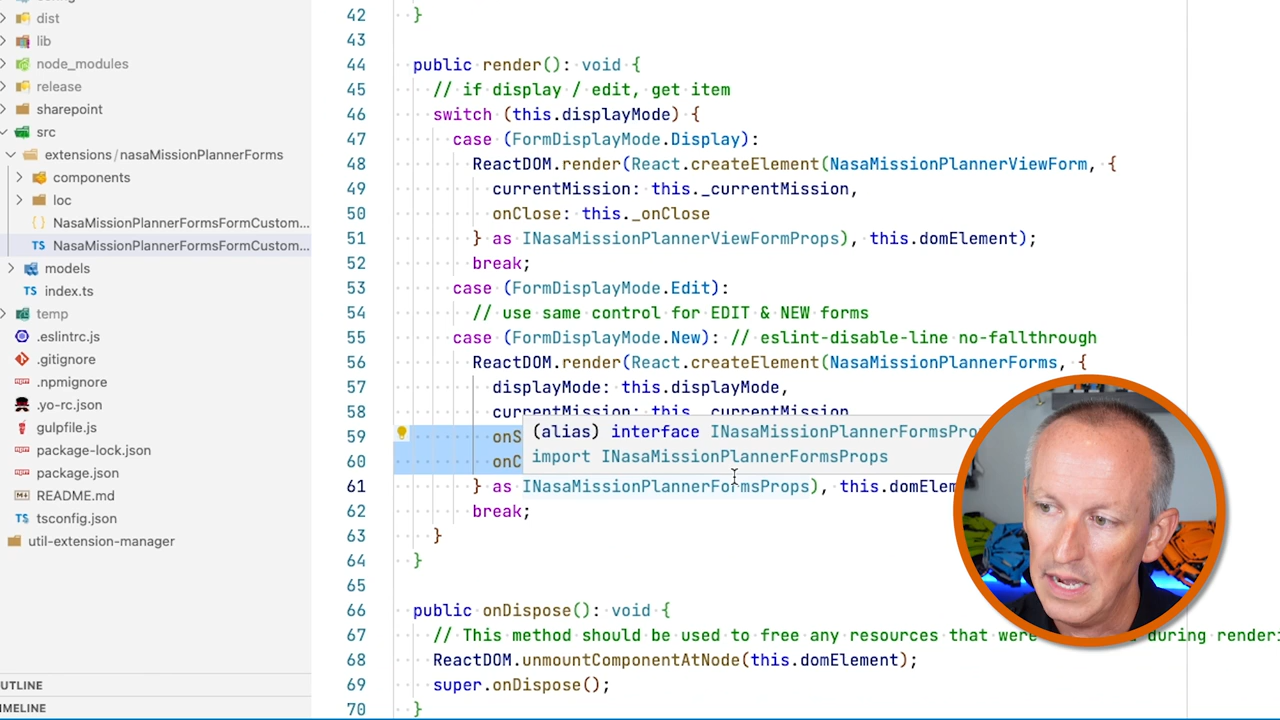 dist
lib
node_modules
release
sharepoint
src
extensions/nasaMissionPlannerForms
components
loc
{} NasaMissionPlannerFormsFormCustom...
TS NasaMissionPlannerFormsFormCustom...
models
TS index.ts
temp
.eslintrc.js
.gitignore
.npmignore
.yo-rc.json
gulpfile.js
package-lock.json
package.json
README.md
TS tsconfig.json
util-extension-manager
UTLINE
IMELINE
42 }
43
44 public render(): void {
45 // if display / edit, get item
46 switch (this.displayMode) {
47 case (FormDisplayMode.Display):
48 ReactDOM.render(React.createElement(NasaMissionPlannerViewForm, {
49 currentMission: this._currentMission,
50 onClose: this._onClose
51 } as INasaMissionPlannerViewFormProps), this.domElement);
52 break;
53 case (FormDisplayMode.Edit):
54 // use same control for EDIT & NEW forms
55 case (FormDisplayMode.New): // eslint-disable-line no-fallthrough
56 ReactDOM.render(React.createElement(NasaMissionPlannerForms, {
57 displayMode: this.displayMode,
58 currentMission: this._currentMission
59 onS
(alias) interface INasaMissionPlannerFormsPro
import INasaMissionPlannerFormsProps
60 onC
61 } as INasaMissionPlannerFormsProps), this.domElem
62 break;
63 }
64 }
65
66 public onDispose(): void {
67 // This method should be used to free any resources that were during renderi
68 ReactDOM.unmountComponentAtNode(this.domElement);
69 super.onDispose();
70 }